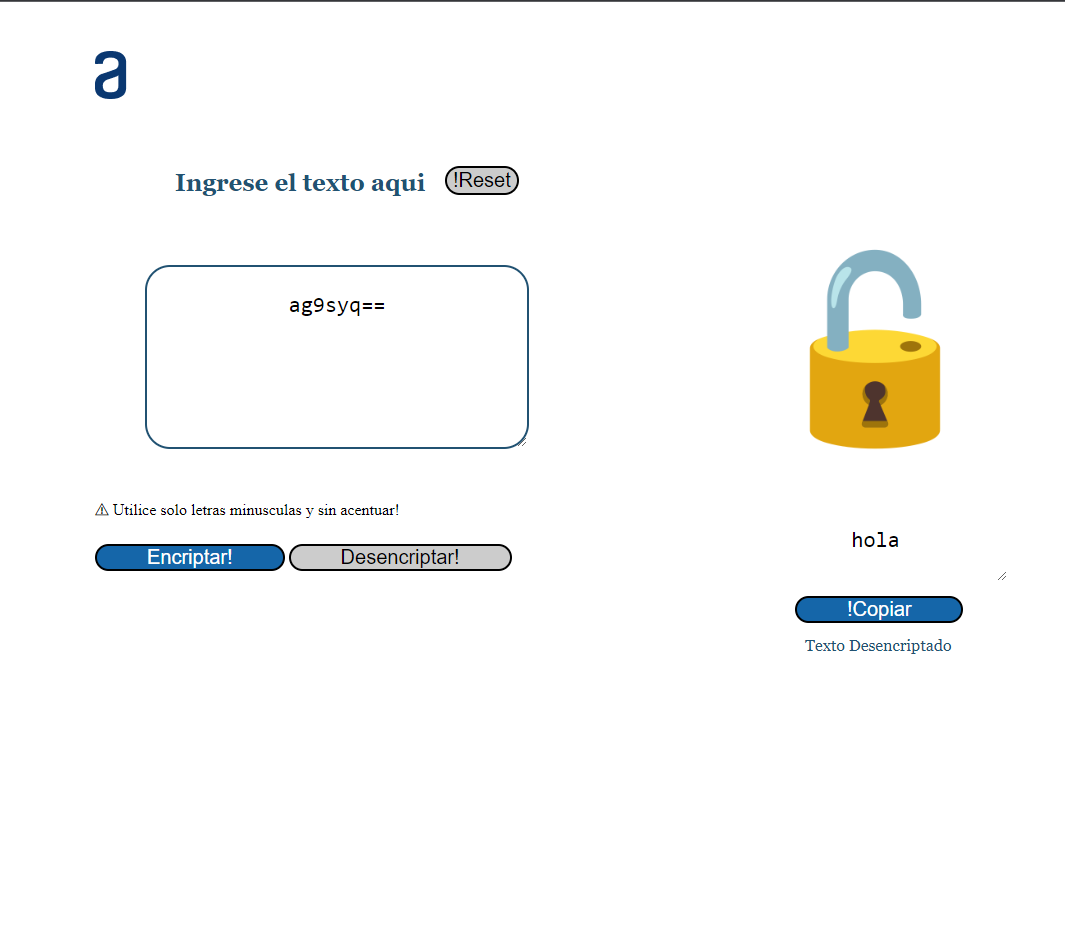 a
Ingrese el texto aqui
!Reset
ag9syq==
⚠ Utilice solo letras minusculas y sin acentuar!
Encriptar!
Desencriptar!
hola
!Copiar
Texto Desencriptado